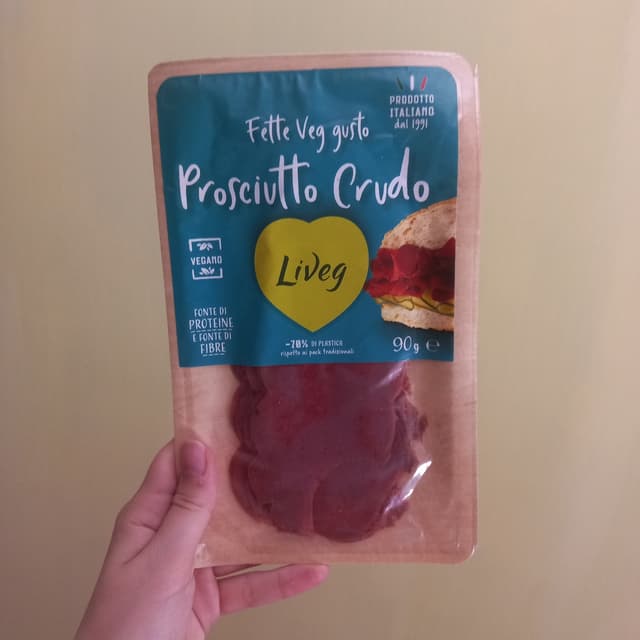 PRODOTTO
ITALIANO
dal 1991
Fette Veg gusto
Prosciutto Crudo
VEGANO
Liveg
FONTE DI
PROTEINE
E FONTE DI
FIBRE
-70% DI PLASTICA
rispetto ai pack tradizionali
90g e